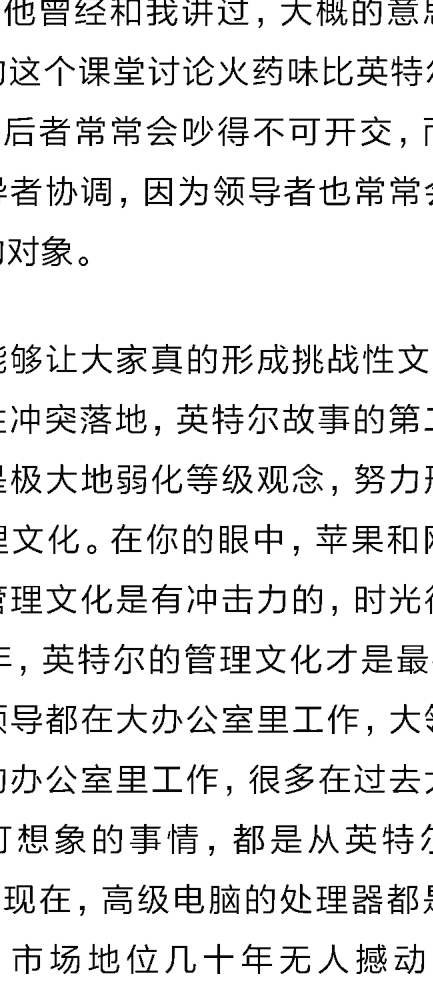 他曾经和我讲过，大概的意思
的这个课堂讨论火药味比英特尔
后者常常会吵得不可开交，而
导者协调，因为领导者也常常会
的对象。
能够让大家真的形成挑战性文
性冲突落地，英特尔故事的第二
是极大地弱化等级观念，努力形
理文化。在你的眼中，苹果和网
管理文化是有冲击力的，时光很
年，英特尔的管理文化才是最
领导都在大办公室里工作，大领
的办公室里工作，很多在过去
可想象的事情，都是从英特尔
现在，高级电脑的处理器都是
市场地位几十年无人撼动